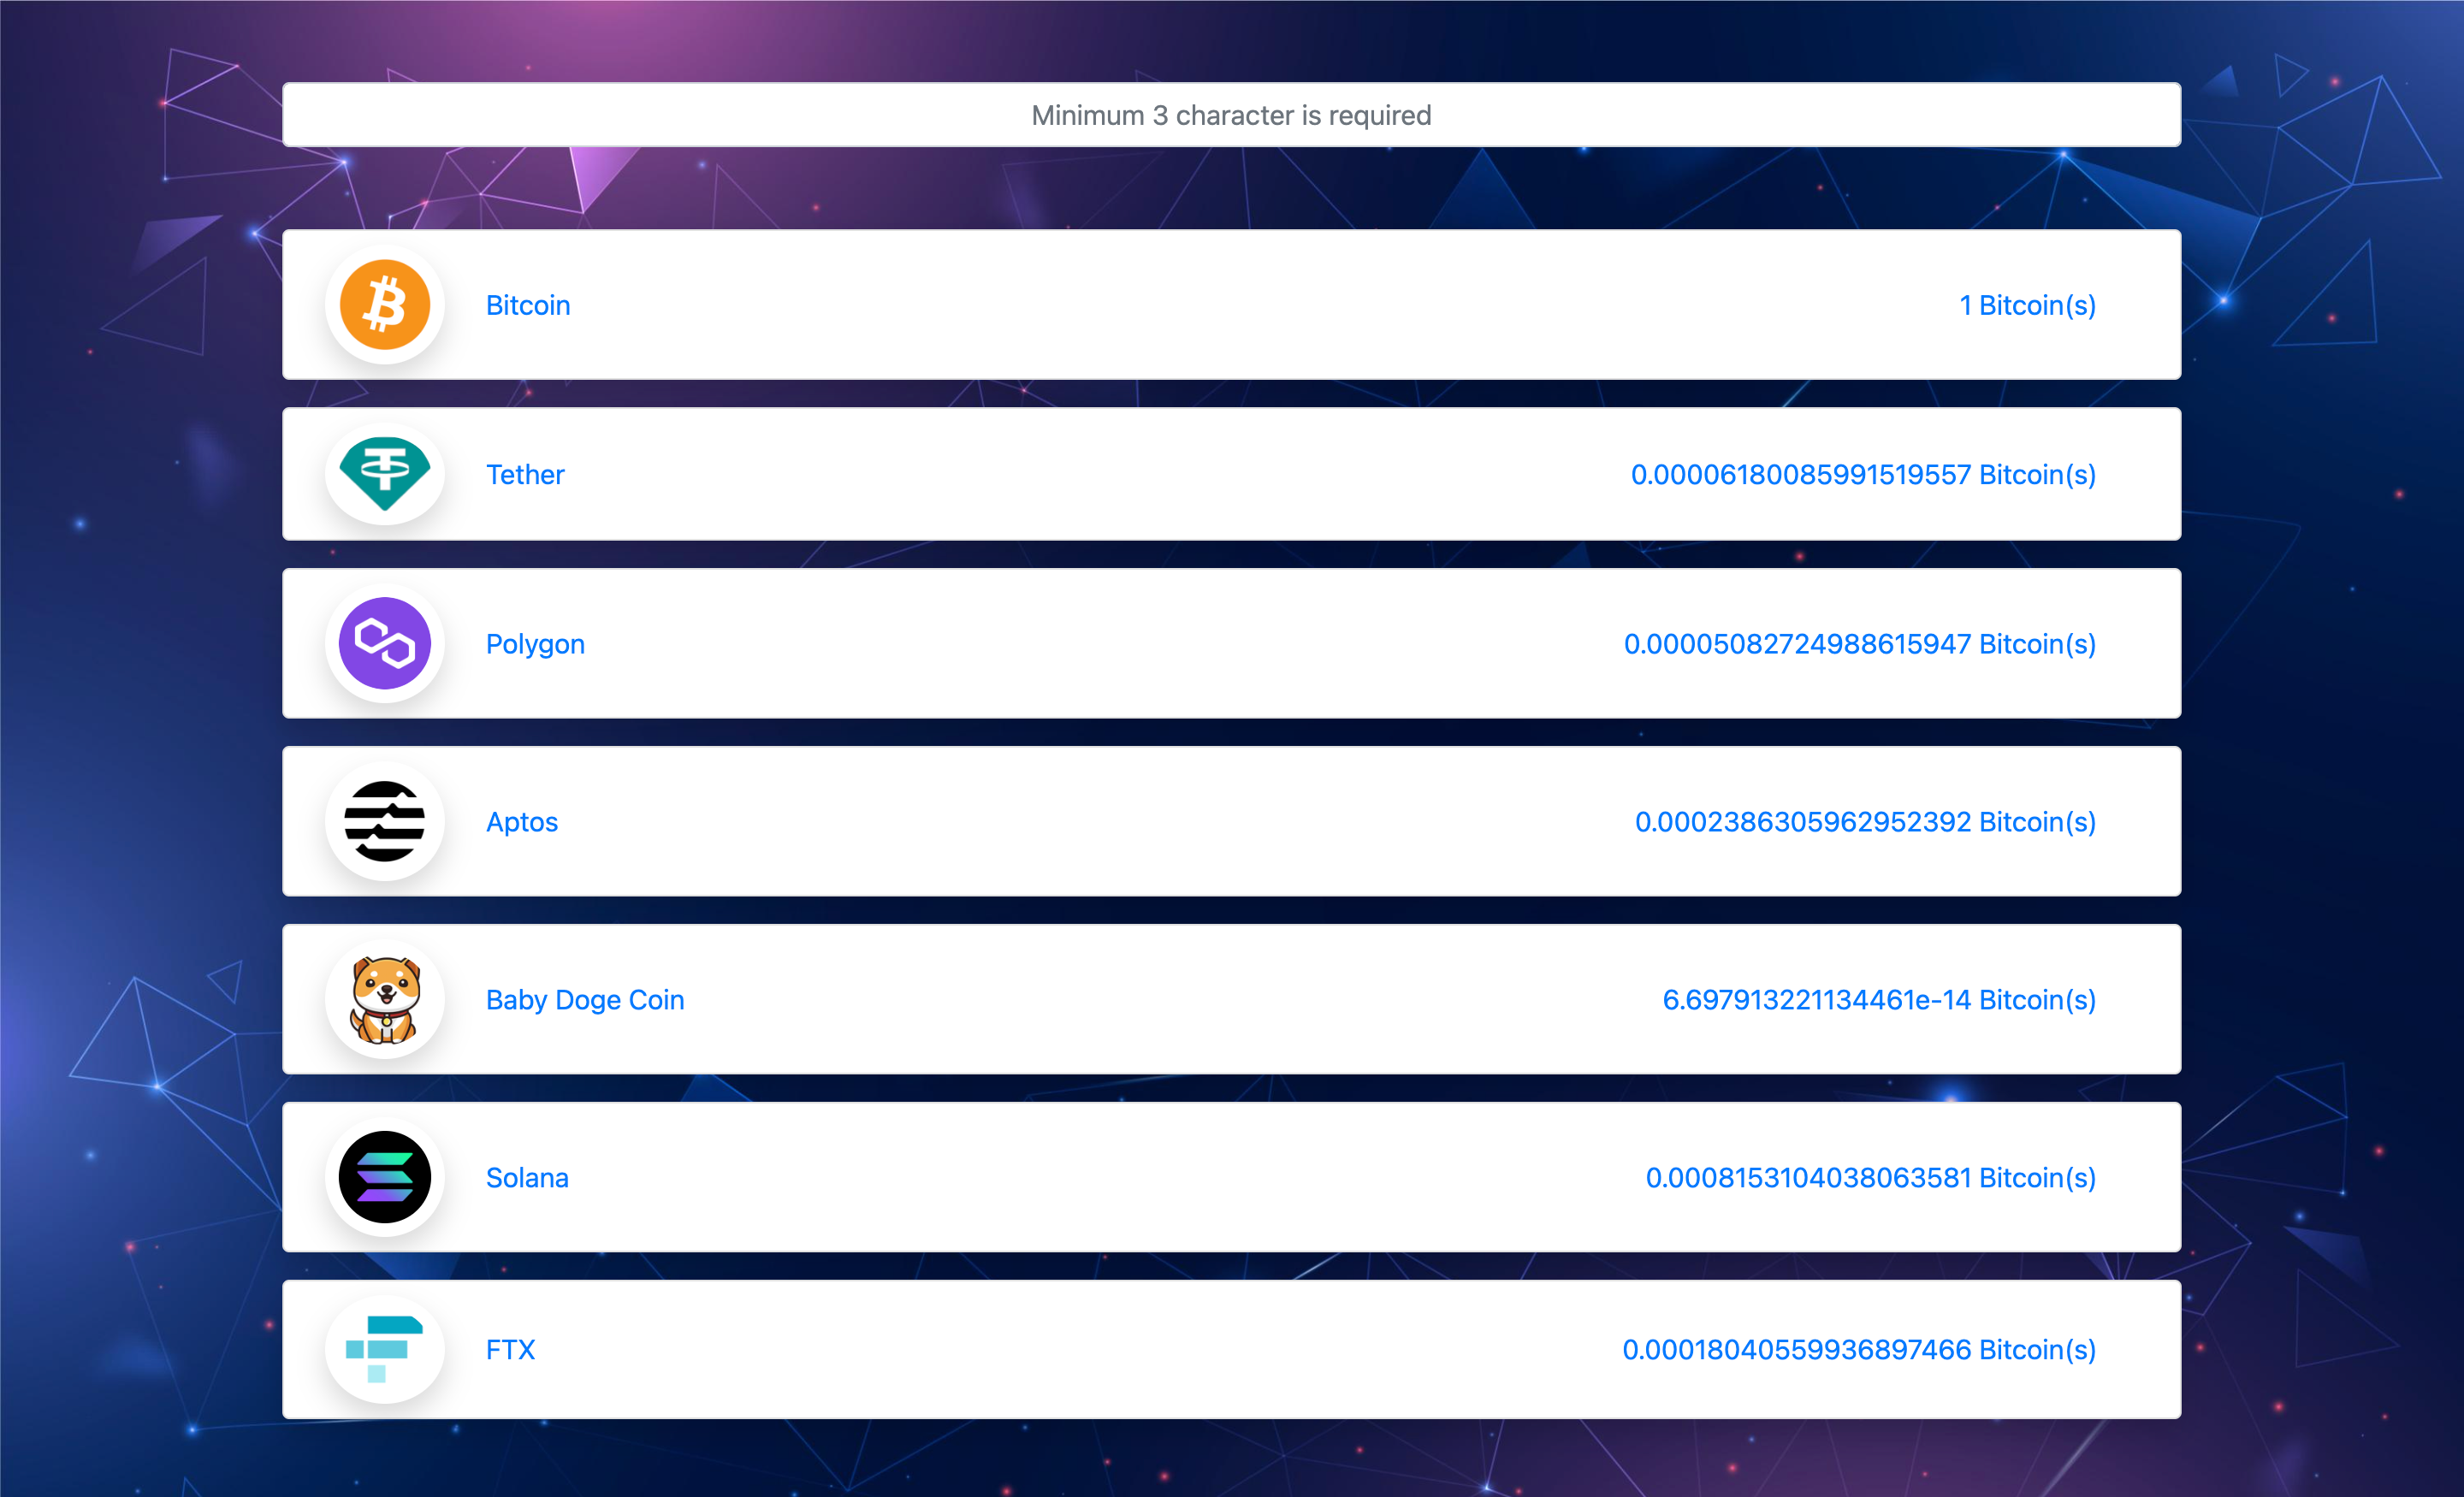 Minimum 3 character is required
Bitcoin 1 Bitcoin(s)
Tether 0.00006180085991519557 Bitcoin(s)
Polygon 0.00005082724988615947 Bitcoin(s)
Aptos 0.0002386305962952392 Bitcoin(s)
Baby Doge Coin 6.697913221134461e-14 Bitcoin(s)
Solana 0.0008153104038063581 Bitcoin(s)
FTX 0.00018040559936897466 Bitcoin(s)